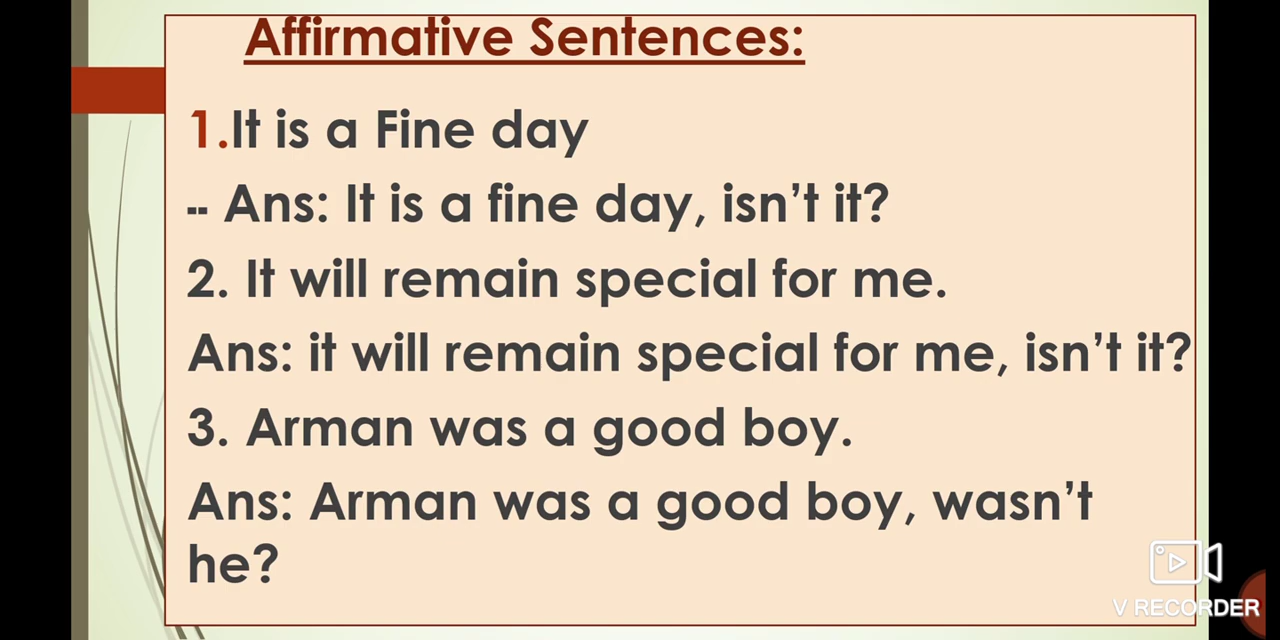 Affirmative Sentences:
1.It is a Fine day
-- Ans: It is a fine day, isn't it?
2. It will remain special for me.
Ans: it will remain special for me, isn't it?
3. Arman was a good boy.
Ans: Arman was a good boy, wasn't
he?
V RECORDER